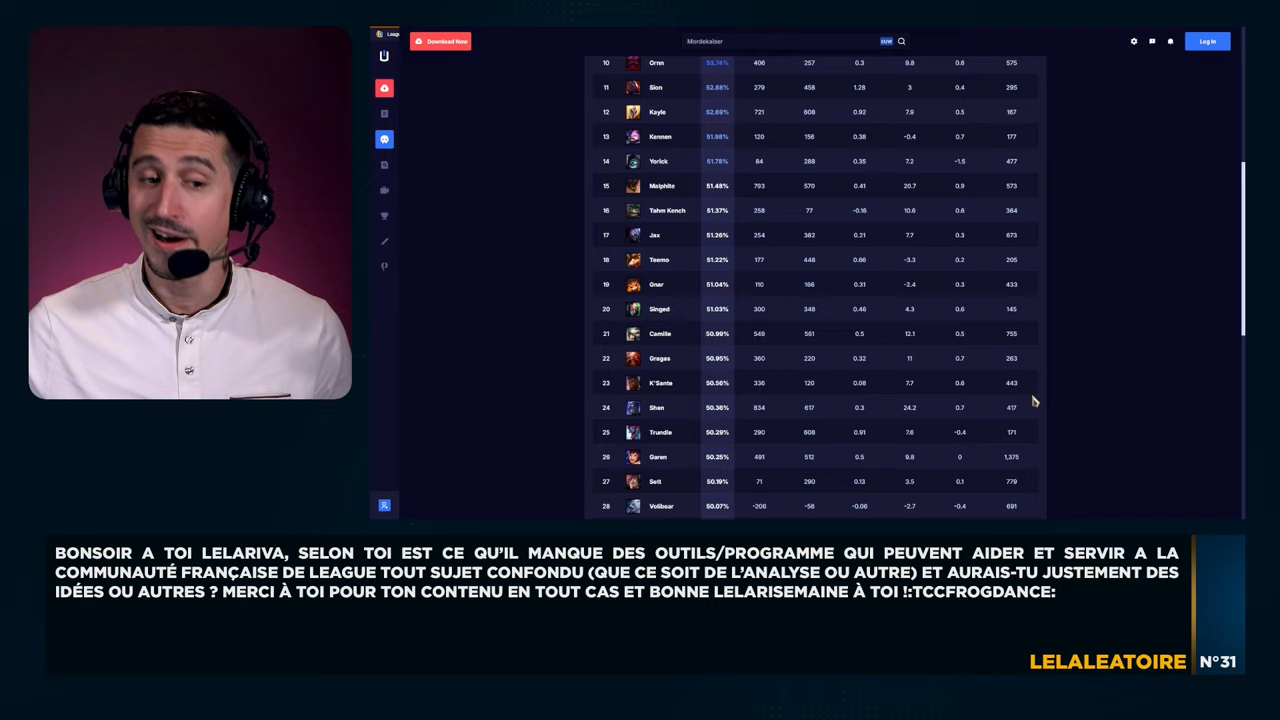 Leagu
Download Now
Mordekaiser
EUW
Log In
10 Ornn 53.74% 406 257 0.3 9.8 0.6 575
11 Sion 52.88% 279 458 1.28 3 0.4 295
12 Kayle 52.69% 721 608 0.92 7.9 0.5 167
13 Kennen 51.98% 120 156 0.38 -0.4 0.7 177
14 Yorick 51.78% 84 288 0.35 7.2 -1.5 477
15 Malphite 51.48% 793 570 0.41 20.7 0.9 573
16 Tahm Kench 51.37% 258 77 -0.16 10.6 0.6 364
17 Jax 51.26% 254 382 0.21 7.7 0.3 673
18 Teemo 51.22% 177 448 0.66 -3.3 0.2 205
19 Gnar 51.04% 110 166 0.31 -2.4 0.3 433
20 Singed 51.03% 300 348 0.46 4.3 0.6 145
21 Camille 50.99% 549 561 0.5 12.1 0.5 755
22 Gragas 50.95% 360 220 0.32 11 0.7 263
23 K'Sante 50.56% 336 120 0.08 7.7 0.6 443
24 Shen 50.36% 834 617 0.3 24.2 0.7 417
25 Trundle 50.29% 290 608 0.91 7.6 -0.4 171
26 Garen 50.25% 491 512 0.5 9.8 0 1,375
27 Sett 50.19% 71 290 0.13 3.5 0.1 779
28 Volibear 50.07% -206 -56 -0.06 -2.7 -0.4 691
BONSOIR A TOI LELARIVA, SELON TOI EST CE QU'IL MANQUE DES OUTILS/PROGRAMME QUI PEUVENT AIDER ET SERVIR A LA
COMMUNAUTÉ FRANÇAISE DE LEAGUE TOUT SUJET CONFONDU (QUE CE SOIT DE L'ANALYSE OU AUTRE) ET AURAIS-TU JUSTEMENT DES
IDÉES OU AUTRES ? MERCI À TOI POUR TON CONTENU EN TOUT CAS ET BONNE LELARISEMAINE À TOI !:TCCFROGDANCE:
LELALEATOIRE N°31